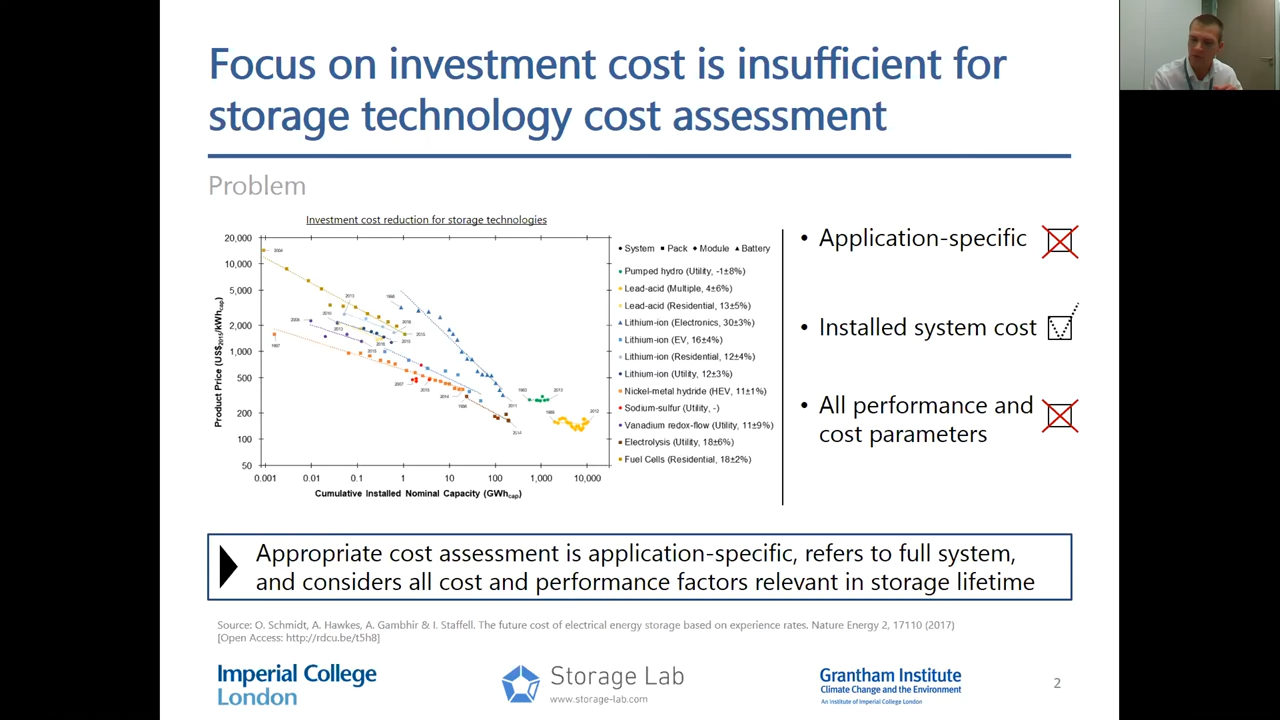 Focus on investment cost is insufficient for
storage technology cost assessment
Problem
Investment cost reduction for storage technologies
20,000
10,000
5,000
2,000
1,000
500
200
100
50
Product Price (US$2015/kWhcap)
0.001 0.01 0.1 1 10 100 1,000 10,000
Cumulative Installed Nominal Capacity (GWhcap)
System Pack Module Battery
Pumped hydro (Utility, -1±8%)
Lead-acid (Multiple, 4±6%)
Lead-acid (Residential, 13±5%)
Lithium-ion (Electronics, 30±3%)
Lithium-ion (EV, 16±4%)
Lithium-ion (Residential, 12±4%)
Lithium-ion (Utility, 12±3%)
Nickel-metal hydride (HEV, 11±1%)
Sodium-sulfur (Utility, -)
Vanadium redox-flow (Utility, 11±9%)
Electrolysis (Utility, 18±6%)
Fuel Cells (Residential, 18±2%)
• Application-specific
• Installed system cost
• All performance and
cost parameters
Appropriate cost assessment is application-specific, refers to full system,
and considers all cost and performance factors relevant in storage lifetime
Source: O. Schmidt, A. Hawkes, A. Gambhir & I. Staffell. The future cost of electrical energy storage based on experience rates. Nature Energy 2, 17110 (2017)
[Open Access: http://rdcu.be/t5h8]
Imperial College
London
Storage Lab
www.storage-lab.com
Grantham Institute
Climate Change and the Environment
An institute of Imperial College London
2